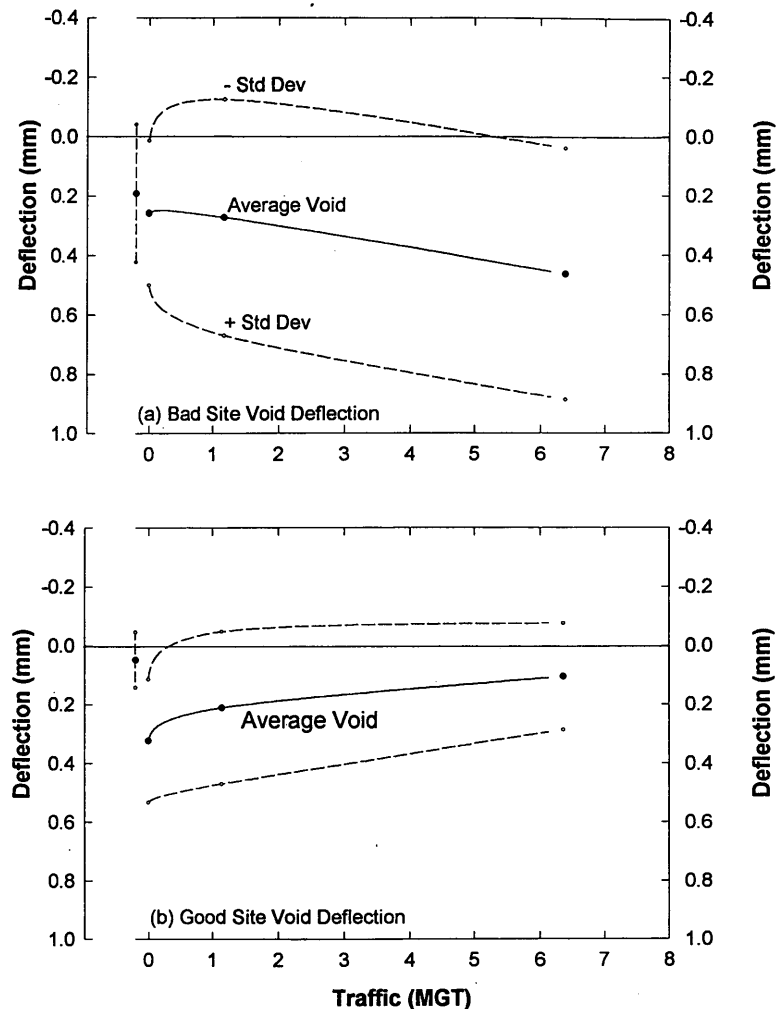 -0.4
-0.2
0.0
0.2
0.4
0.6
0.8
1.0
Deflection (mm)
- Std Dev
Average Void
+ Std Dev
(a) Bad Site Void Deflection
-0.4
-0.2
0.0
0.2
0.4
0.6
0.8
1.0
Deflection (mm)
0 1 2 3 4 5 6 7 8
-0.4
-0.2
0.0
0.2
0.4
0.6
0.8
1.0
Deflection (mm)
Average Void
(b) Good Site Void Deflection
-0.4
-0.2
0.0
0.2
0.4
0.6
0.8
1.0
Deflection (mm)
0 1 2 3 4 5 6 7 8
Traffic (MGT)